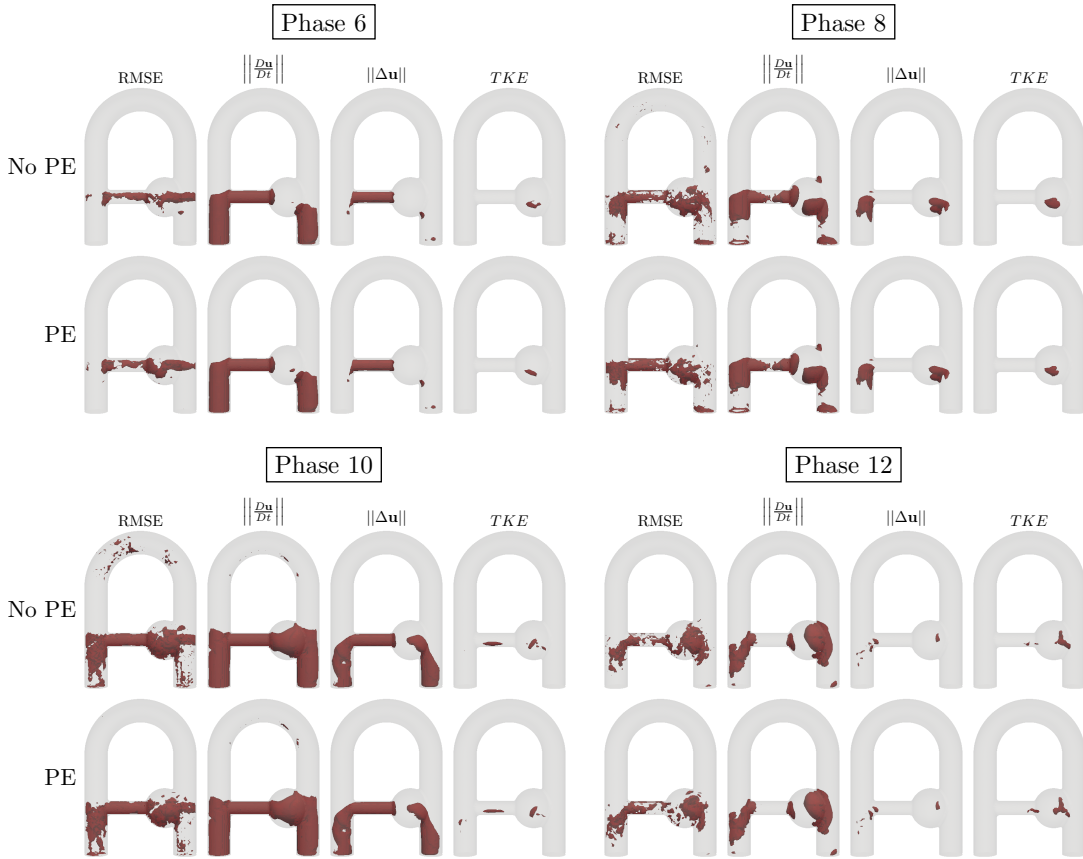 Phase 6
Phase 8
RMSE ||Du/Dt|| ||Δu|| TKE
RMSE ||Du/Dt|| ||Δu|| TKE
No PE
PE
Phase 10
Phase 12
RMSE ||Du/Dt|| ||Δu|| TKE
RMSE ||Du/Dt|| ||Δu|| TKE
No PE
PE